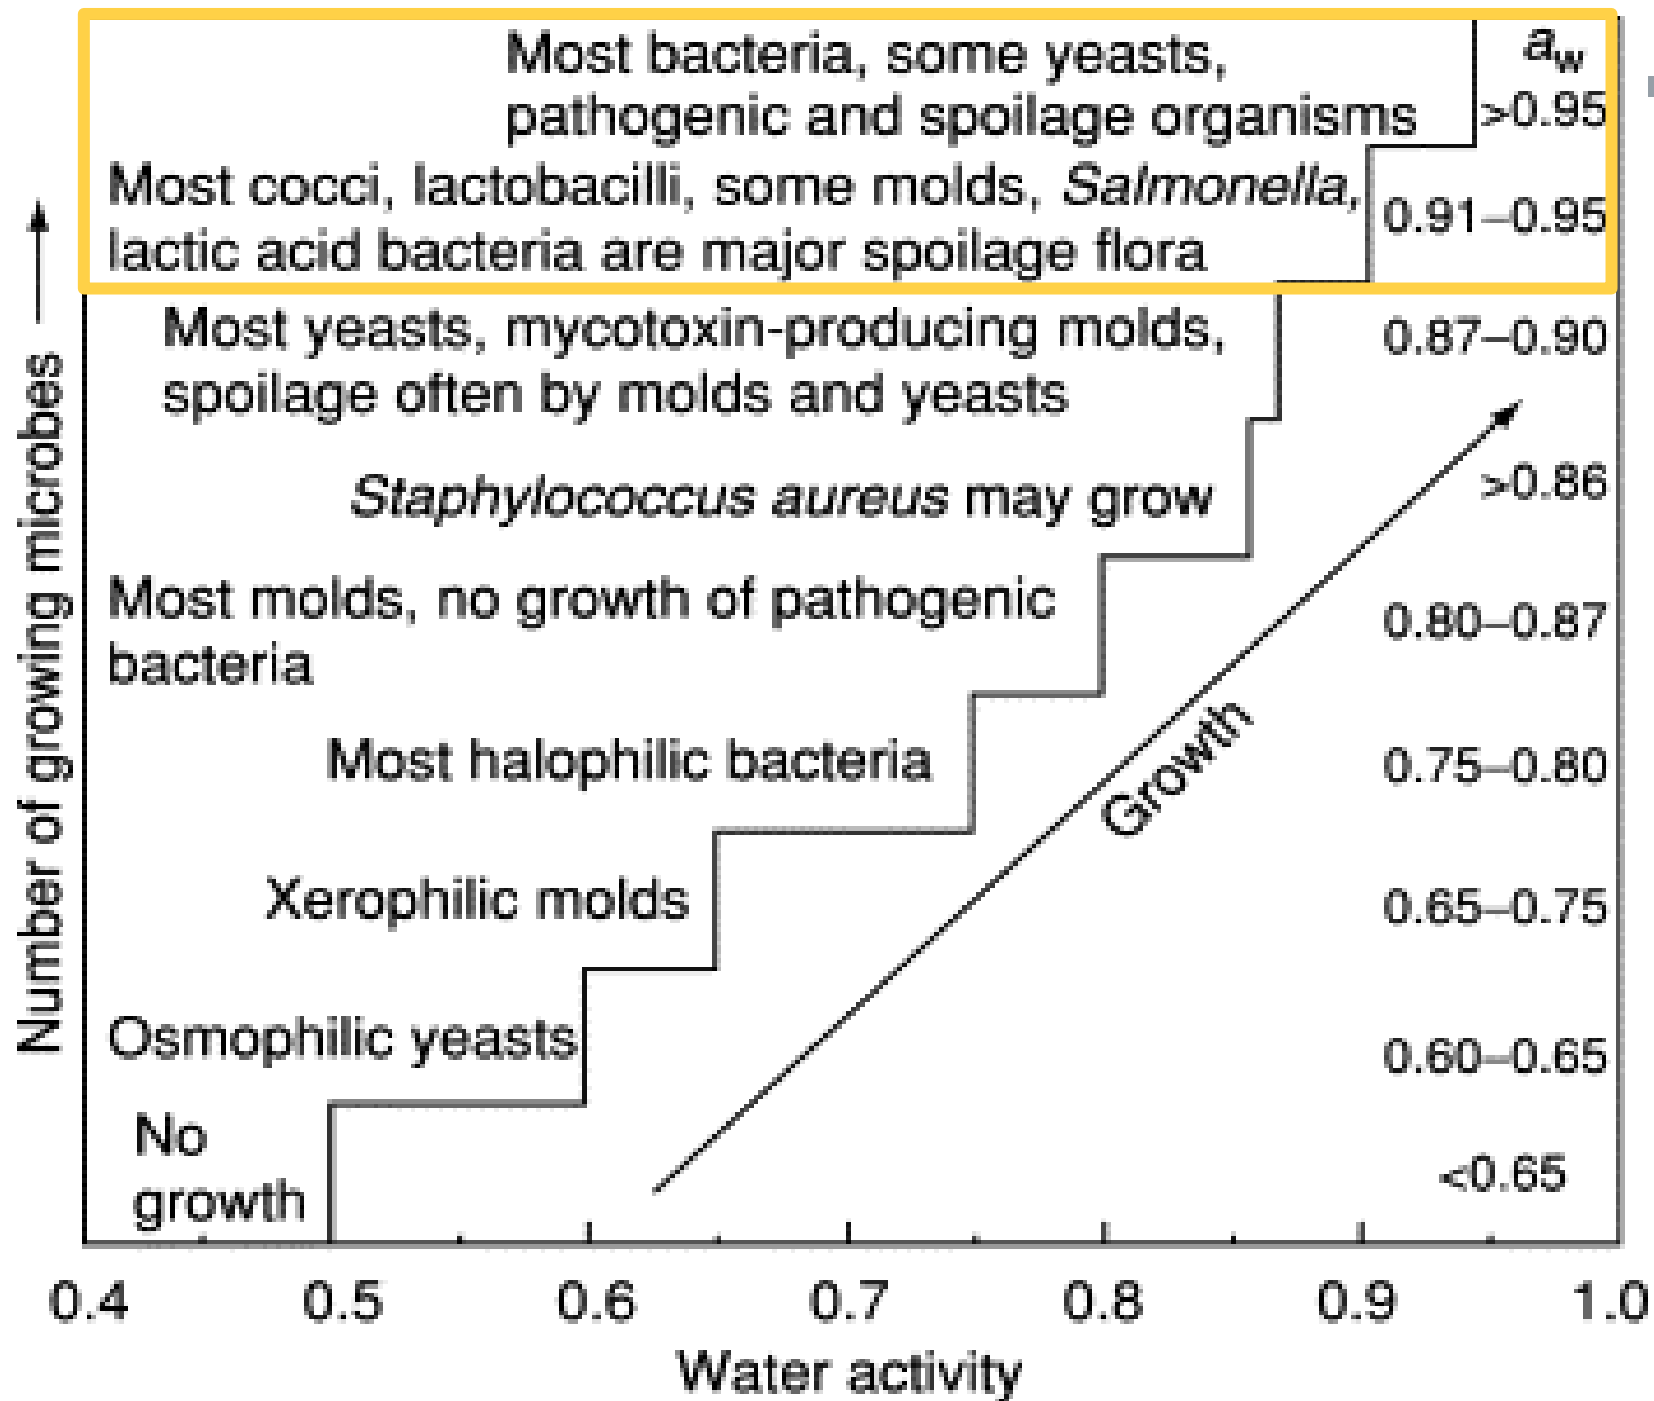 Most bacteria, some yeasts,
pathogenic and spoilage organisms
a_w
>0.95
Most cocci, lactobacilli, some molds, Salmonella,
lactic acid bacteria are major spoilage flora
0.91–0.95
Most yeasts, mycotoxin-producing molds,
spoilage often by molds and yeasts
0.87–0.90
Staphylococcus aureus may grow
>0.86
Most molds, no growth of pathogenic
bacteria
0.80–0.87
Most halophilic bacteria
0.75–0.80
Xerophilic molds
0.65–0.75
Osmophilic yeasts
0.60–0.65
No
growth
<0.65
Growth
Number of growing microbes
0.4 0.5 0.6 0.7 0.8 0.9 1.0
Water activity